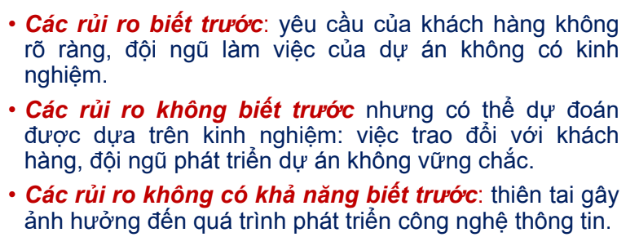 • Các rủi ro biết trước: yêu cầu của khách hàng không
rõ ràng, đội ngũ làm việc của dự án không có kinh
nghiệm.
• Các rủi ro không biết trước nhưng có thể dự đoán
được dựa trên kinh nghiệm: việc trao đổi với khách
hàng, đội ngũ phát triển dự án không vững chắc.
• Các rủi ro không có khả năng biết trước: thiên tai gây
ảnh hưởng đến quá trình phát triển công nghệ thông tin.